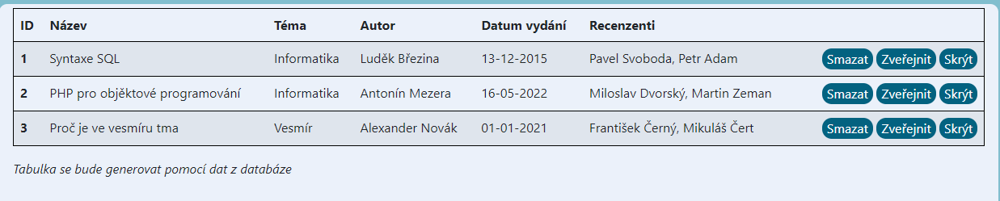 ID Název Téma Autor Datum vydání Recenzenti
1 Syntaxe SQL Informatika Luděk Březina 13-12-2015 Pavel Svoboda, Petr Adam Smazat Zveřejnit Skrýt
2 PHP pro objěktové programování Informatika Antonín Mezera 16-05-2022 Miloslav Dvorský, Martin Zeman Smazat Zveřejnit Skrýt
3 Proč je ve vesmíru tma Vesmír Alexander Novák 01-01-2021 František Černý, Mikuláš Čert Smazat Zveřejnit Skrýt
Tabulka se bude generovat pomocí dat z databáze